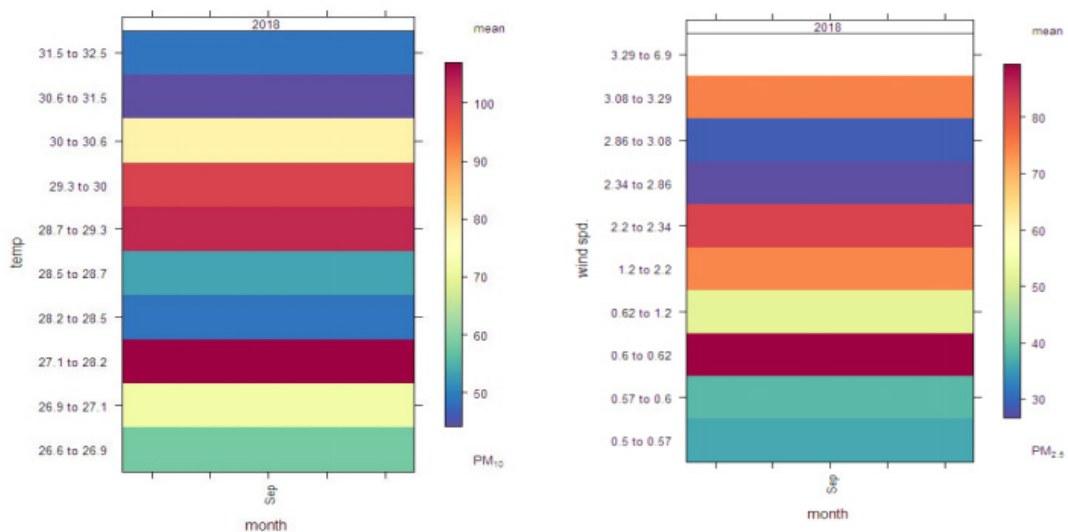 2018
mean
31.5 to 32.5
30.6 to 31.5
30 to 30.6
29.3 to 30
28.7 to 29.3
28.5 to 28.7
28.2 to 28.5
27.1 to 28.2
26.9 to 27.1
26.6 to 26.9
temp
100
90
80
70
60
50
PM₁₀
Sep
month
2018
mean
3.29 to 6.9
3.08 to 3.29
2.86 to 3.08
2.34 to 2.86
2.2 to 2.34
1.2 to 2.2
0.62 to 1.2
0.6 to 0.62
0.57 to 0.6
0.5 to 0.57
wind spd.
80
70
60
50
40
30
PM₂.₅
Sep
month